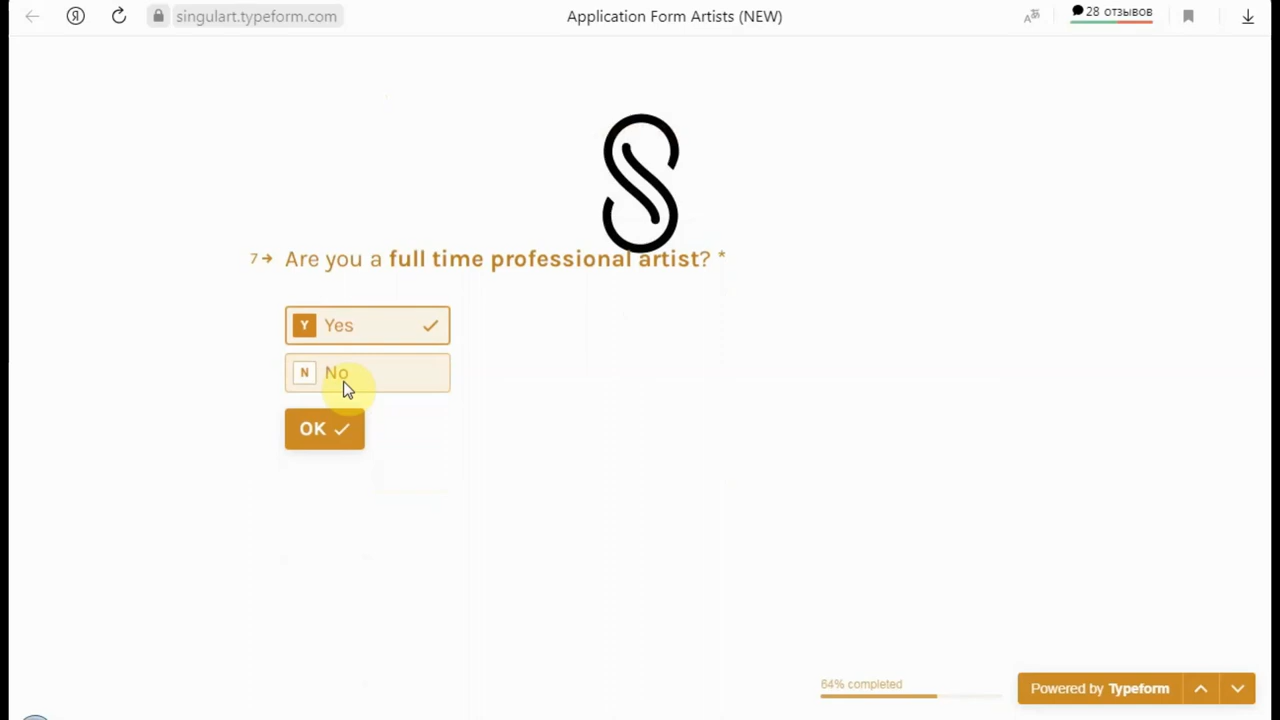 Я singulart.typeform.com Application Form Artists (NEW) 28 отзывов
7 Are you a full time professional artist? *
Y Yes
N No
OK
64% completed
Powered by Typeform